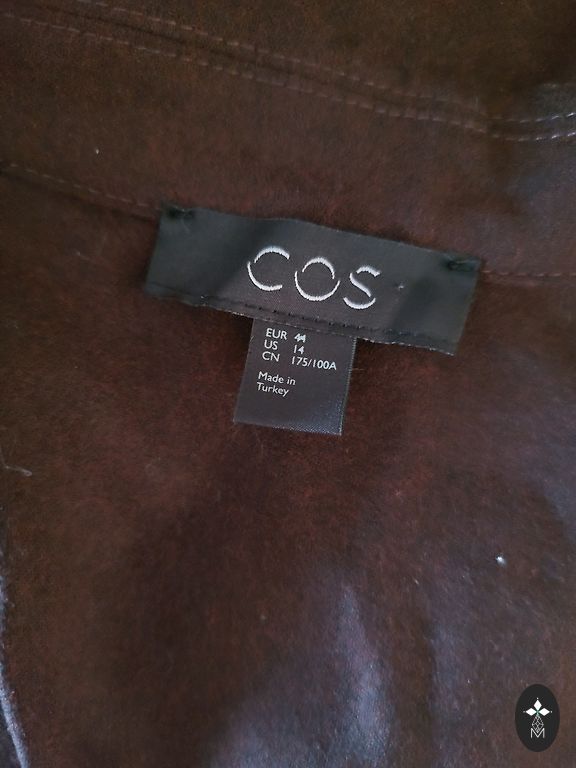 COS
EUR 44
US 14
CN 175/100A
Made in
Turkey
M